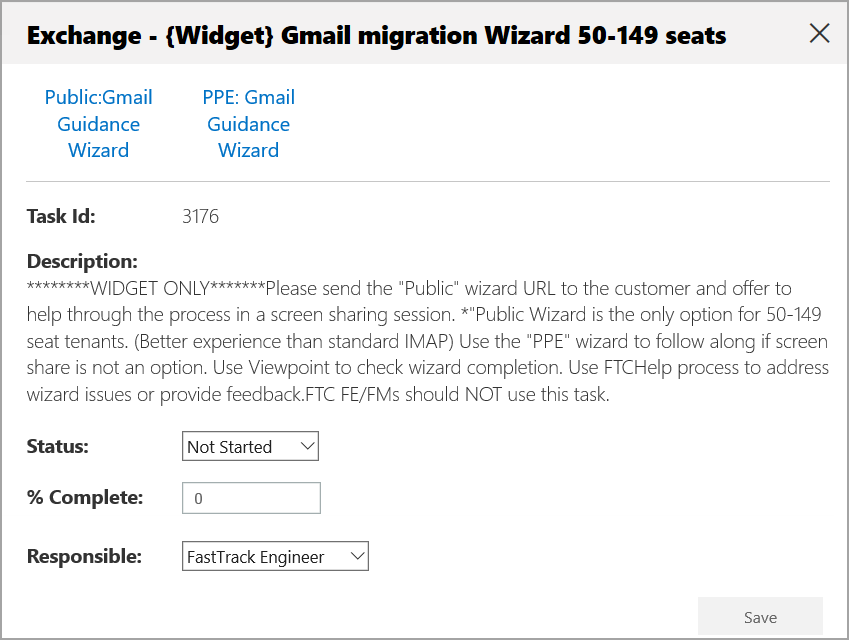 Exchange - {Widget} Gmail migration Wizard 50-149 seats
Public:Gmail Guidance Wizard
PPE: Gmail Guidance Wizard
Task Id: 3176
Description:
********WIDGET ONLY*******Please send the "Public" wizard URL to the customer and offer to
help through the process in a screen sharing session. *"Public Wizard is the only option for 50-149
seat tenants. (Better experience than standard IMAP) Use the "PPE" wizard to follow along if screen
share is not an option. Use Viewpoint to check wizard completion. Use FTCHelp process to address
wizard issues or provide feedback.FTC FE/FMs should NOT use this task.
Status: Not Started
% Complete: 0
Responsible: FastTrack Engineer
Save